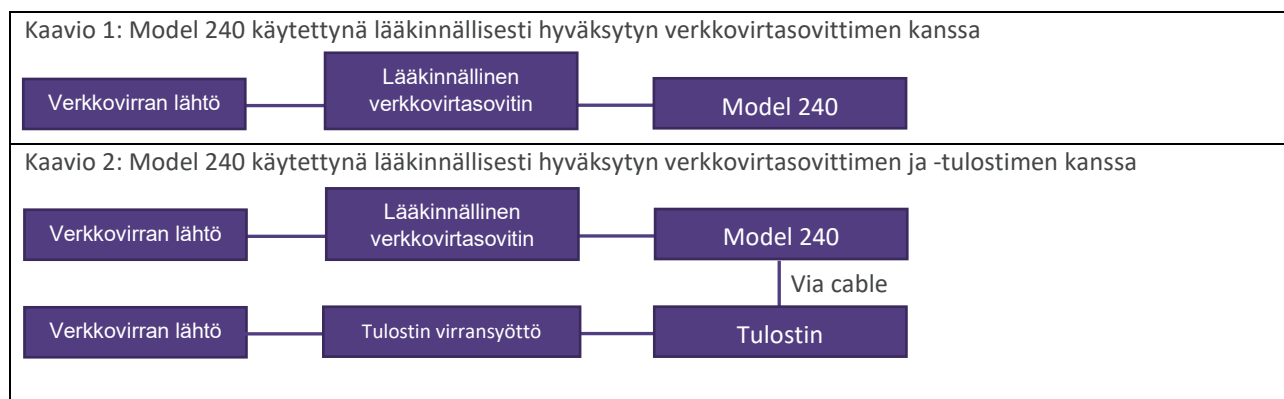 Kaavio 1: Model 240 käytettynä lääkinnällisesti hyväksytyn verkkovirtasovittimen kanssa
Verkkovirran lähtö
Lääkinnällinen
verkkovirtasovitin
Model 240
Kaavio 2: Model 240 käytettynä lääkinnällisesti hyväksytyn verkkovirtasovittimen ja -tulostimen kanssa
Verkkovirran lähtö
Lääkinnällinen
verkkovirtasovitin
Model 240
Via cable
Verkkovirran lähtö
Tulostin virransyöttö
Tulostin